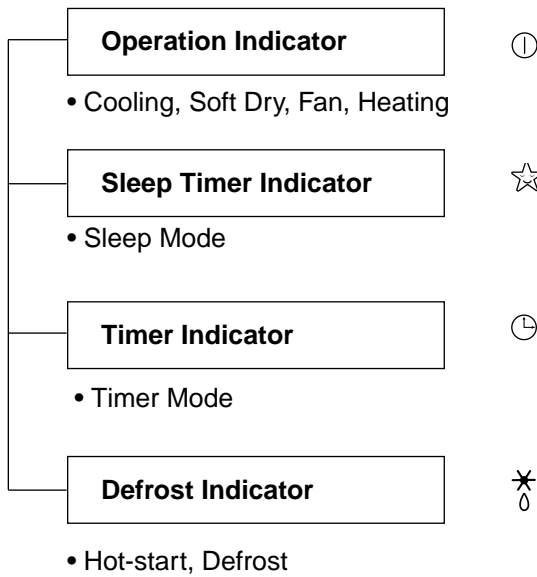 Operation Indicator
• Cooling, Soft Dry, Fan, Heating
Sleep Timer Indicator
• Sleep Mode
Timer Indicator
• Timer Mode
Defrost Indicator
• Hot-start, Defrost